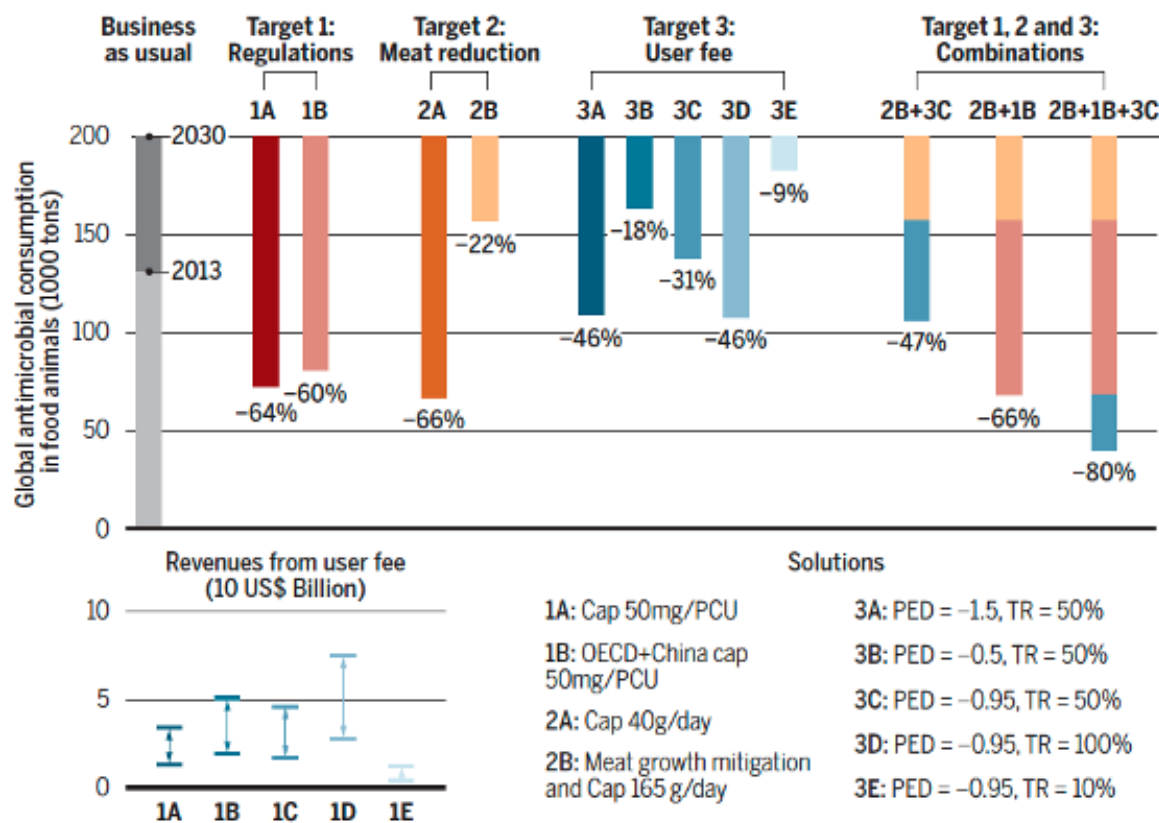 Business
as usual
Target 1:
Regulations
Target 2:
Meat reduction
Target 3:
User fee
Target 1, 2 and 3:
Combinations
1A 1B 2A 2B 3A 3B 3C 3D 3E 2B+3C 2B+1B 2B+1B+3C
Global antimicrobial consumption
in food animals (1000 tons)
200
150
100
50
0
2030
2013
–64%
–60%
–66%
–22%
–46%
–18%
–31%
–46%
–9%
–47%
–66%
–80%
Revenues from user fee
(10 US$ Billion)
10
5
0
1A 1B 1C 1D 1E
Solutions
1A: Cap 50mg/PCU
1B: OECD+China cap
50mg/PCU
2A: Cap 40g/day
2B: Meat growth mitigation
and Cap 165 g/day
3A: PED = –1.5, TR = 50%
3B: PED = –0.5, TR = 50%
3C: PED = –0.95, TR = 50%
3D: PED = –0.95, TR = 100%
3E: PED = –0.95, TR = 10%